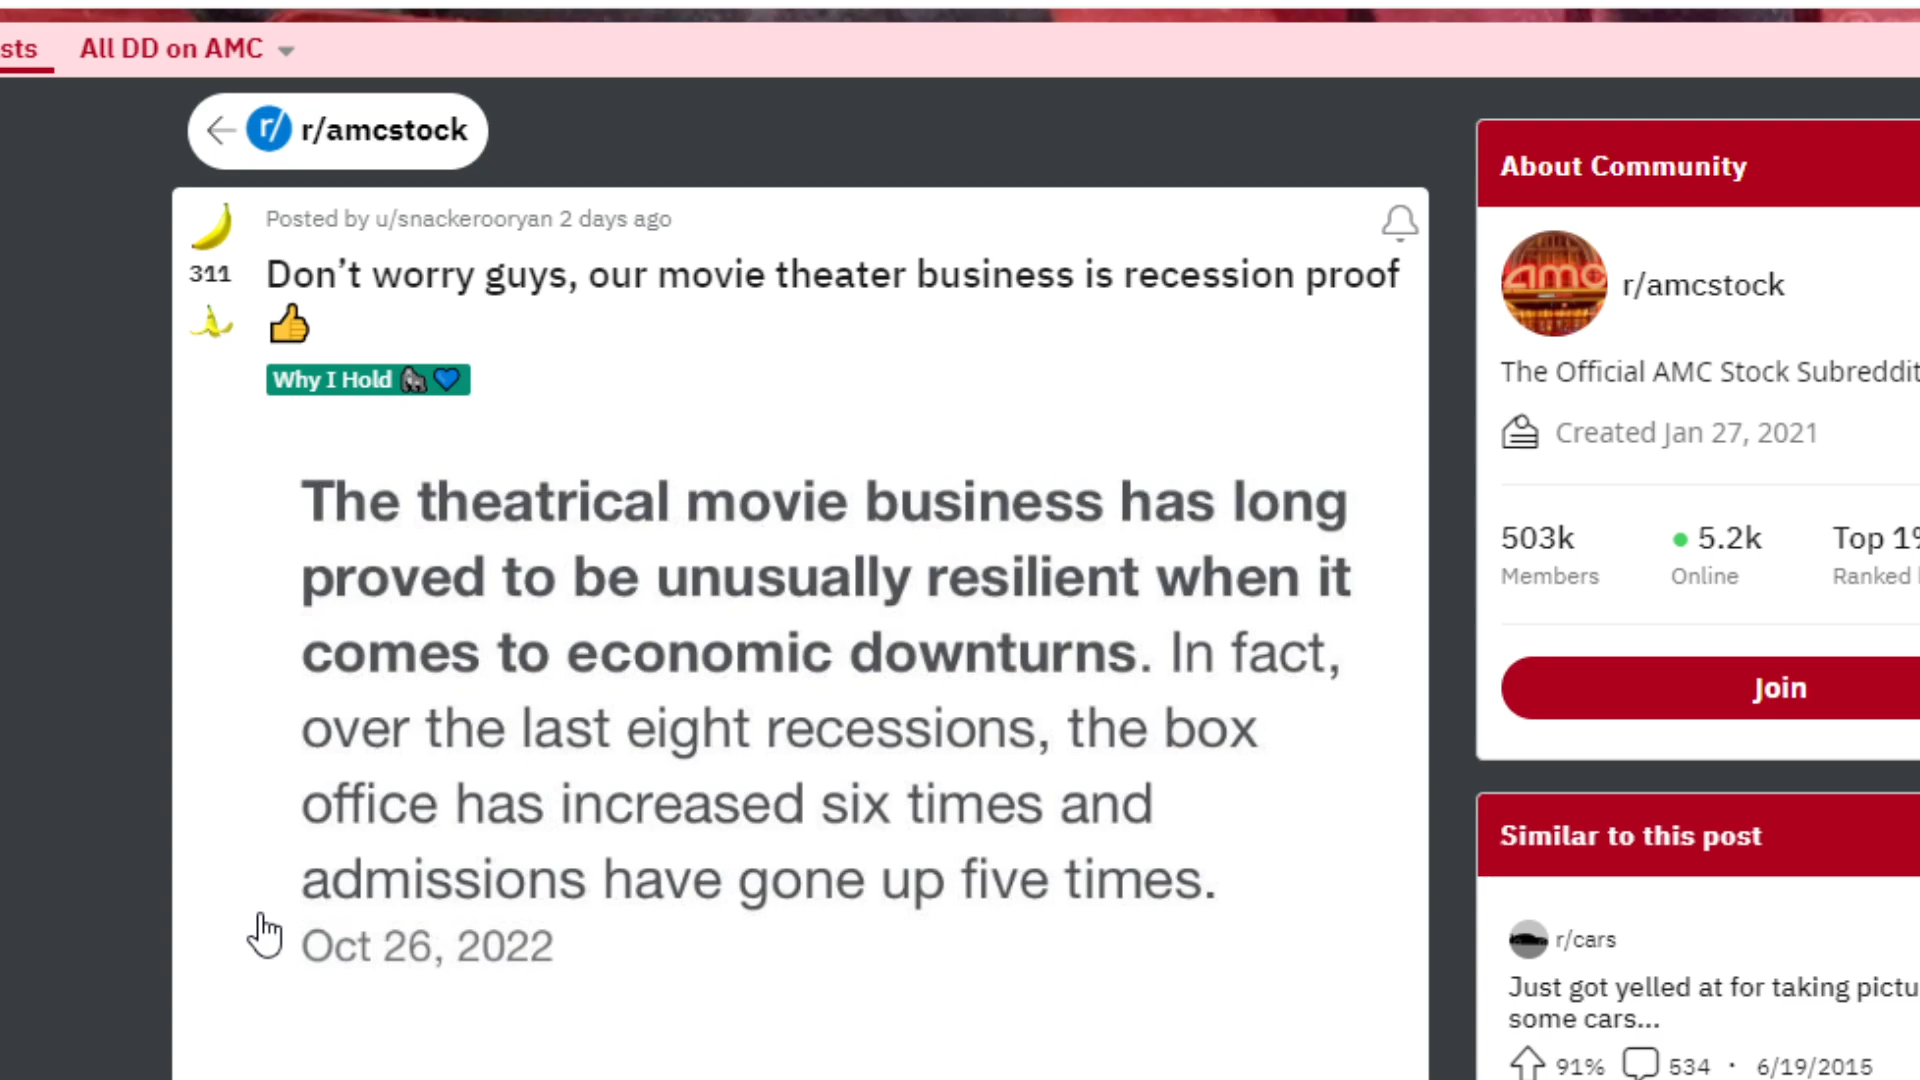 sts All DD on AMC
r/ r/amcstock
Posted by u/snackerooryan 2 days ago
311
Don’t worry guys, our movie theater business is recession proof
👍
Why I Hold 🦍💙
The theatrical movie business has long
proved to be unusually resilient when it
comes to economic downturns. In fact,
over the last eight recessions, the box
office has increased six times and
admissions have gone up five times.
Oct 26, 2022
About Community
amc
r/amcstock
The Official AMC Stock Subreddit
Created Jan 27, 2021
503k 5.2k Top 1%
Members Online Ranked
Join
Similar to this post
r/cars
Just got yelled at for taking pictu
some cars...
91% 534 · 6/19/2015